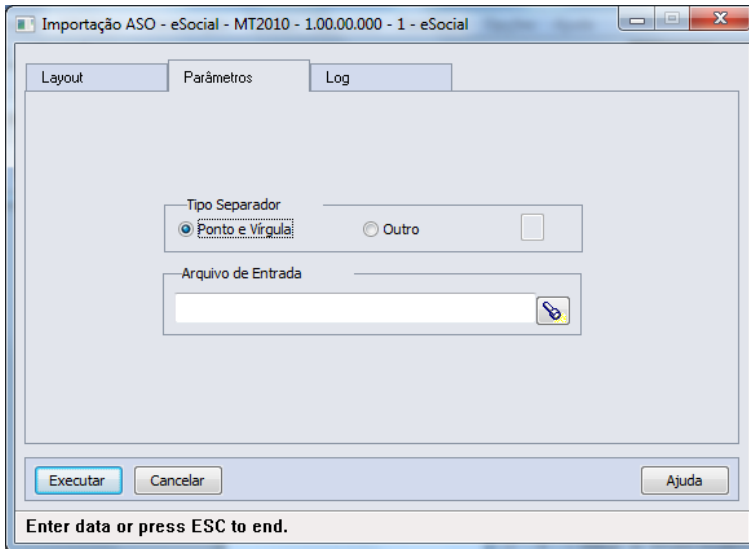 Importação ASO - eSocial - MT2010 - 1.00.00.000 - 1 - eSocial
Layout Parâmetros Log
Tipo Separador
Ponto e Vírgula Outro
Arquivo de Entrada
Executar Cancelar Ajuda
Enter data or press ESC to end.